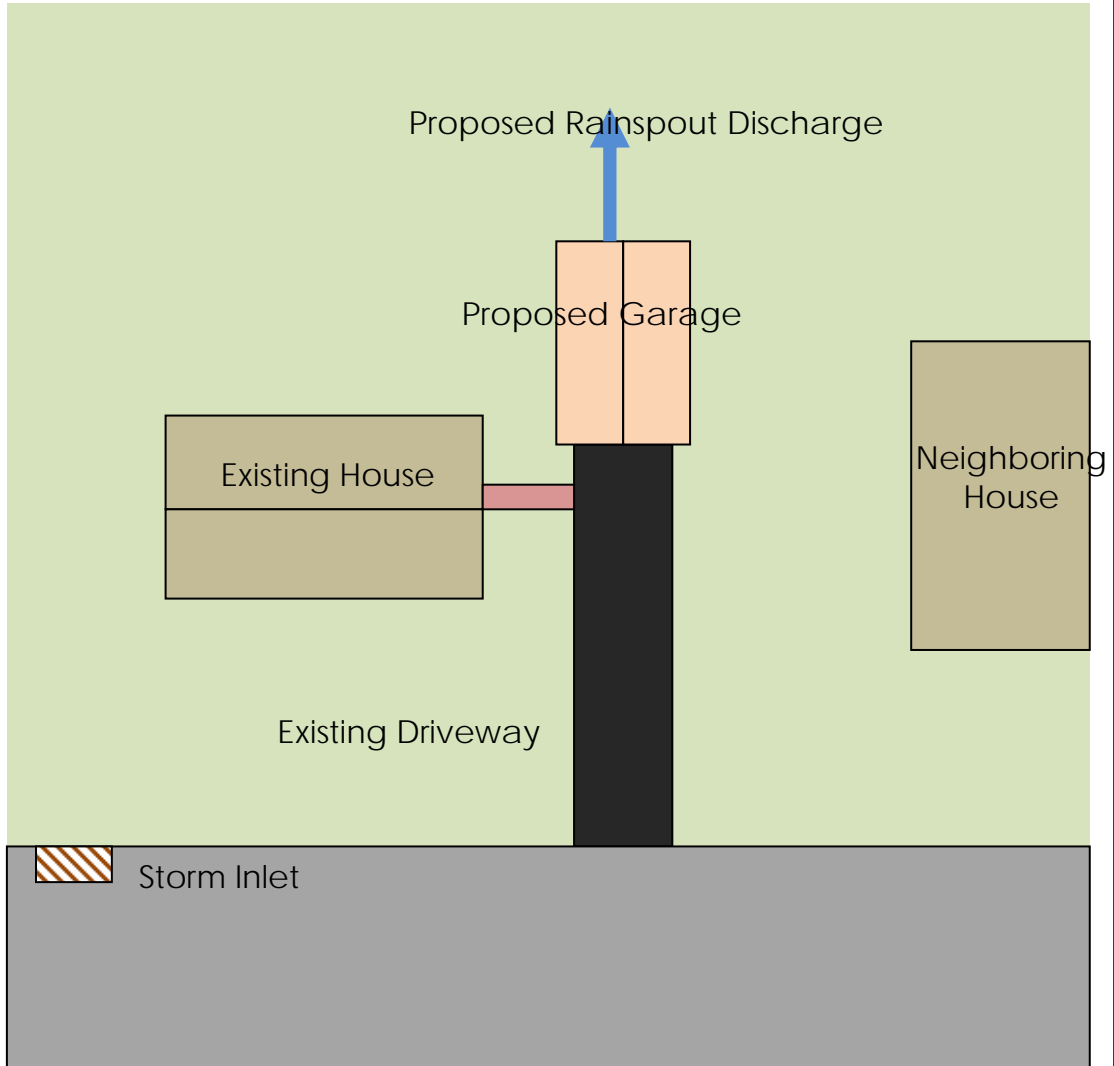 Proposed Rainspout Discharge
Proposed Garage
Existing House
Neighboring
House
Existing Driveway
Storm Inlet